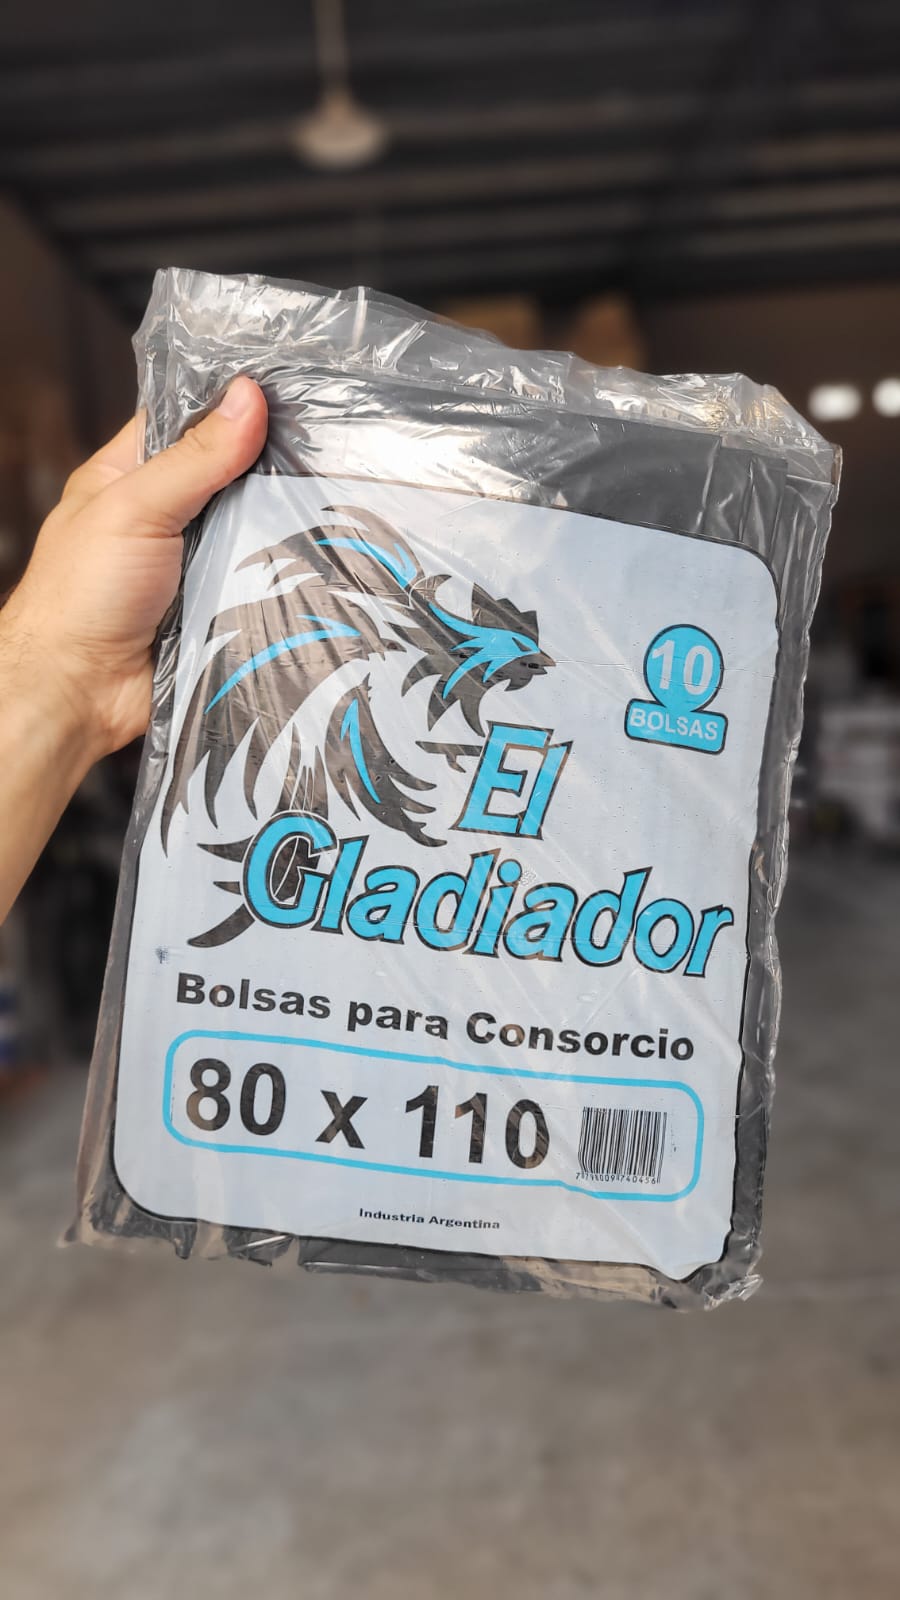 10
BOLSAS
El
Gladiador
Bolsas para Consorcio
80 x 110
Industria Argentina